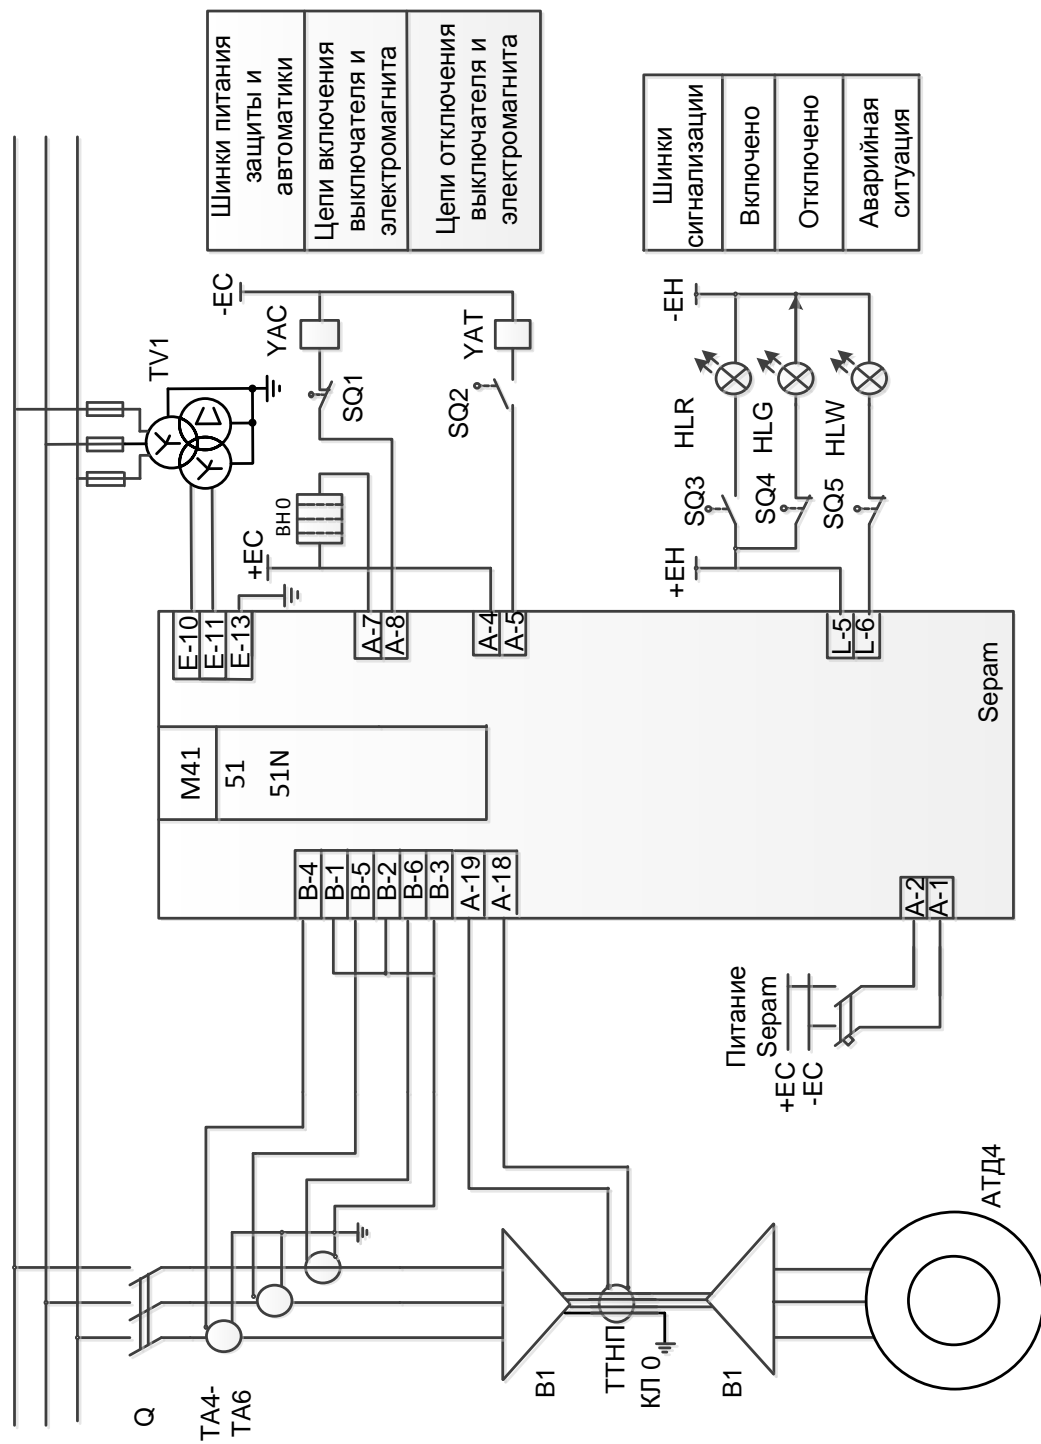 Шинки питания
защиты и
автоматики
Цепи включения
выключателя и
электромагнита
Цепи отключения
выключателя и
электромагнита
Шинки
сигнализации
Включено
Отключено
Аварийная
ситуация
TV1
-EC
YAC
SQ1
SQ2
YAT
ВНО
+EC
-EH
HLR
HLG
HLW
SQ3
SQ4
SQ5
+EH
E-10
E-11
E-13
A-7
A-8
A-4
A-5
L-5
L-6
M41
51
51N
Sepam
B-4
B-1
B-5
B-2
B-6
B-3
A-19
A-18
A-2
A-1
Питание
Sepam
+EC
-EC
Q
TA4-
TA6
B1
ТТНП
КЛ 0
B1
АТД4